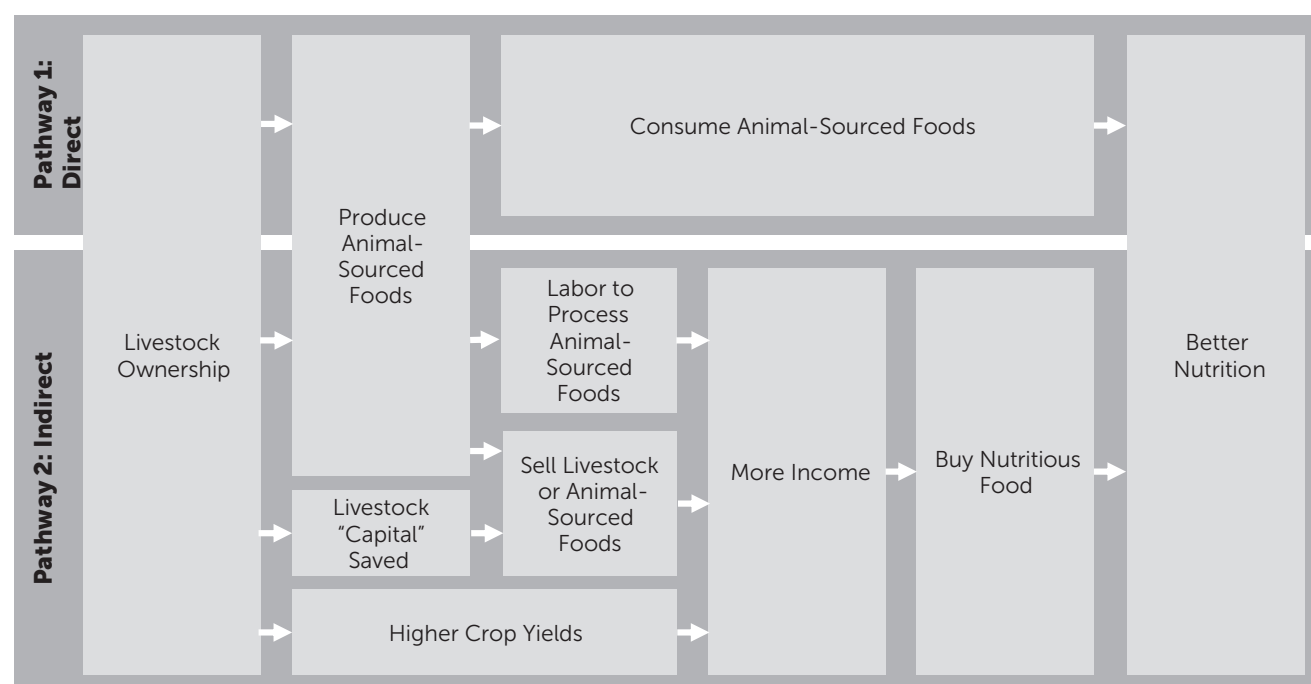 Pathway 1:
Direct
Consume Animal-Sourced Foods
Produce
Animal-
Sourced
Foods
Pathway 2: Indirect
Livestock
Ownership
Labor to
Process
Animal-
Sourced
Foods
Sell Livestock
or Animal-
Sourced
Foods
Livestock
“Capital”
Saved
Higher Crop Yields
More Income
Buy Nutritious
Food
Better
Nutrition